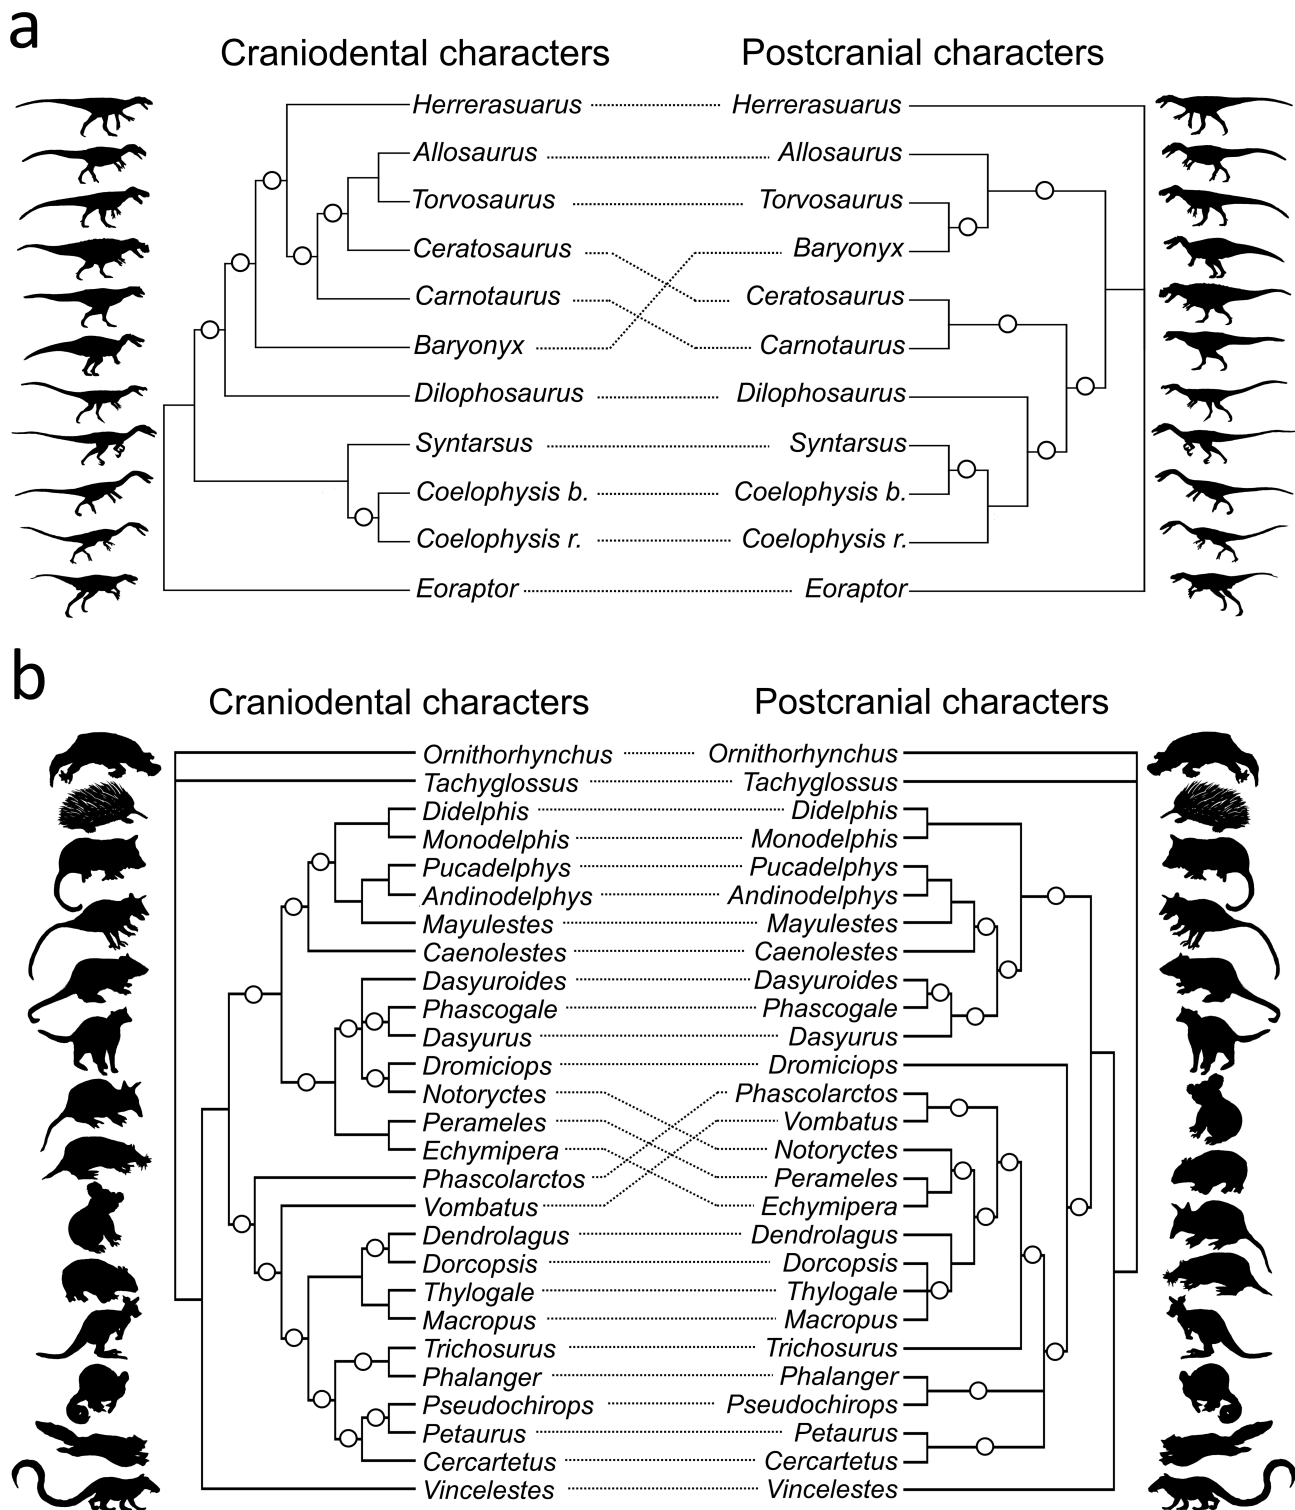 a
Craniodental characters Postcranial characters
Herrerasuarus Herrerasuarus
Allosaurus Allosaurus
Torvosaurus Torvosaurus
Ceratosaurus Baryonyx
Carnotaurus Ceratosaurus
Baryonyx Carnotaurus
Dilophosaurus Dilophosaurus
Syntarsus Syntarsus
Coelophysis b. Coelophysis b.
Coelophysis r. Coelophysis r.
Eoraptor Eoraptor
b
Craniodental characters Postcranial characters
Ornithorhynchus Ornithorhynchus
Tachyglossus Tachyglossus
Didelphis Didelphis
Monodelphis Monodelphis
Pucadelphys Pucadelphys
Andinodelphys Andinodelphys
Mayulestes Mayulestes
Caenolestes Caenolestes
Dasyuroides Dasyuroides
Phascogale Phascogale
Dasyurus Dasyurus
Dromiciops Dromiciops
Notoryctes Phascolarctos
Perameles Vombatus
Echymipera Notoryctes
Phascolarctos Perameles
Vombatus Echymipera
Dendrolagus Dendrolagus
Dorcopsis Dorcopsis
Thylogale Thylogale
Macropus Macropus
Trichosurus Trichosurus
Phalanger Phalanger
Pseudochirops Pseudochirops
Petaurus Petaurus
Cercartetus Cercartetus
Vincelestes Vincelestes